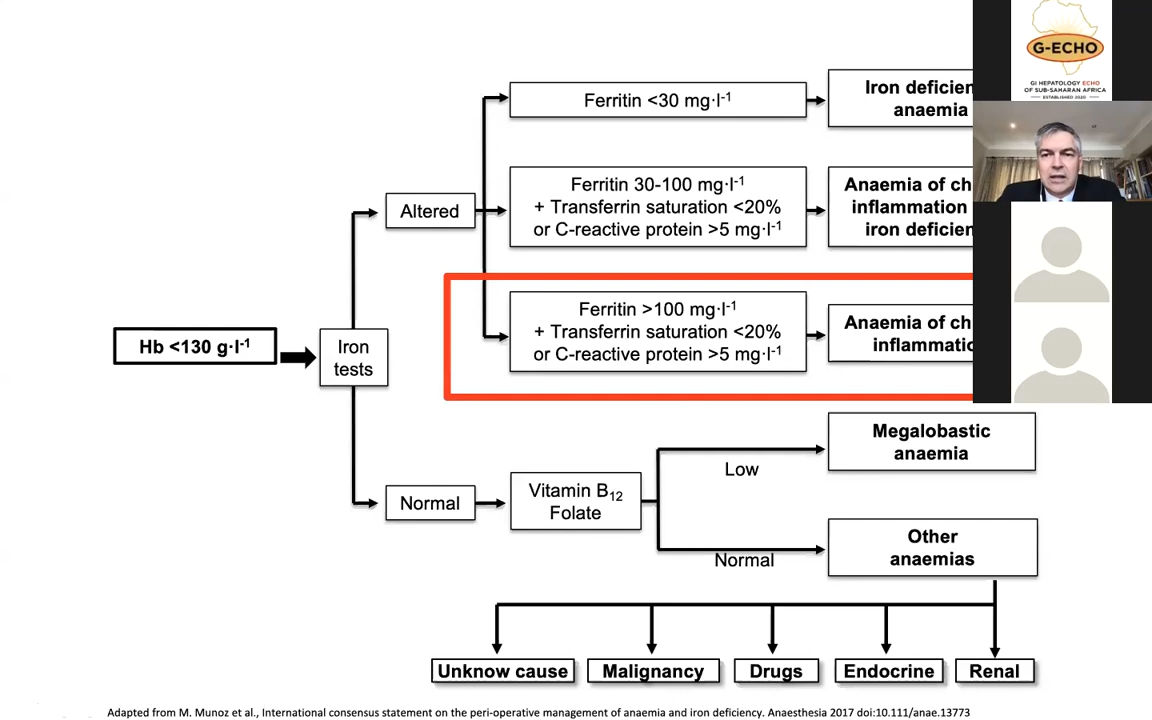 G-ECHO
GI HEPATOLOGY ECHO
OF SUB-SAHARAN AFRICA
ESTABLISHED 2020
Ferritin <30 mg·l-1
Iron deficien
anaemia
Ferritin 30-100 mg·l-1
+ Transferrin saturation <20%
or C-reactive protein >5 mg·l-1
Anaemia of ch
inflammation
iron deficien
Altered
Ferritin >100 mg·l-1
+ Transferrin saturation <20%
or C-reactive protein >5 mg·l-1
Anaemia of ch
inflammatio
Hb <130 g·l-1
Iron
tests
Megalobastic
anaemia
Low
Normal
Vitamin B12
Folate
Other
anaemias
Normal
Unknow cause
Malignancy
Drugs
Endocrine
Renal
Adapted from M. Munoz et al., International consensus statement on the peri-operative management of anaemia and iron deficiency. Anaesthesia 2017 doi:10.1111/anae.13773